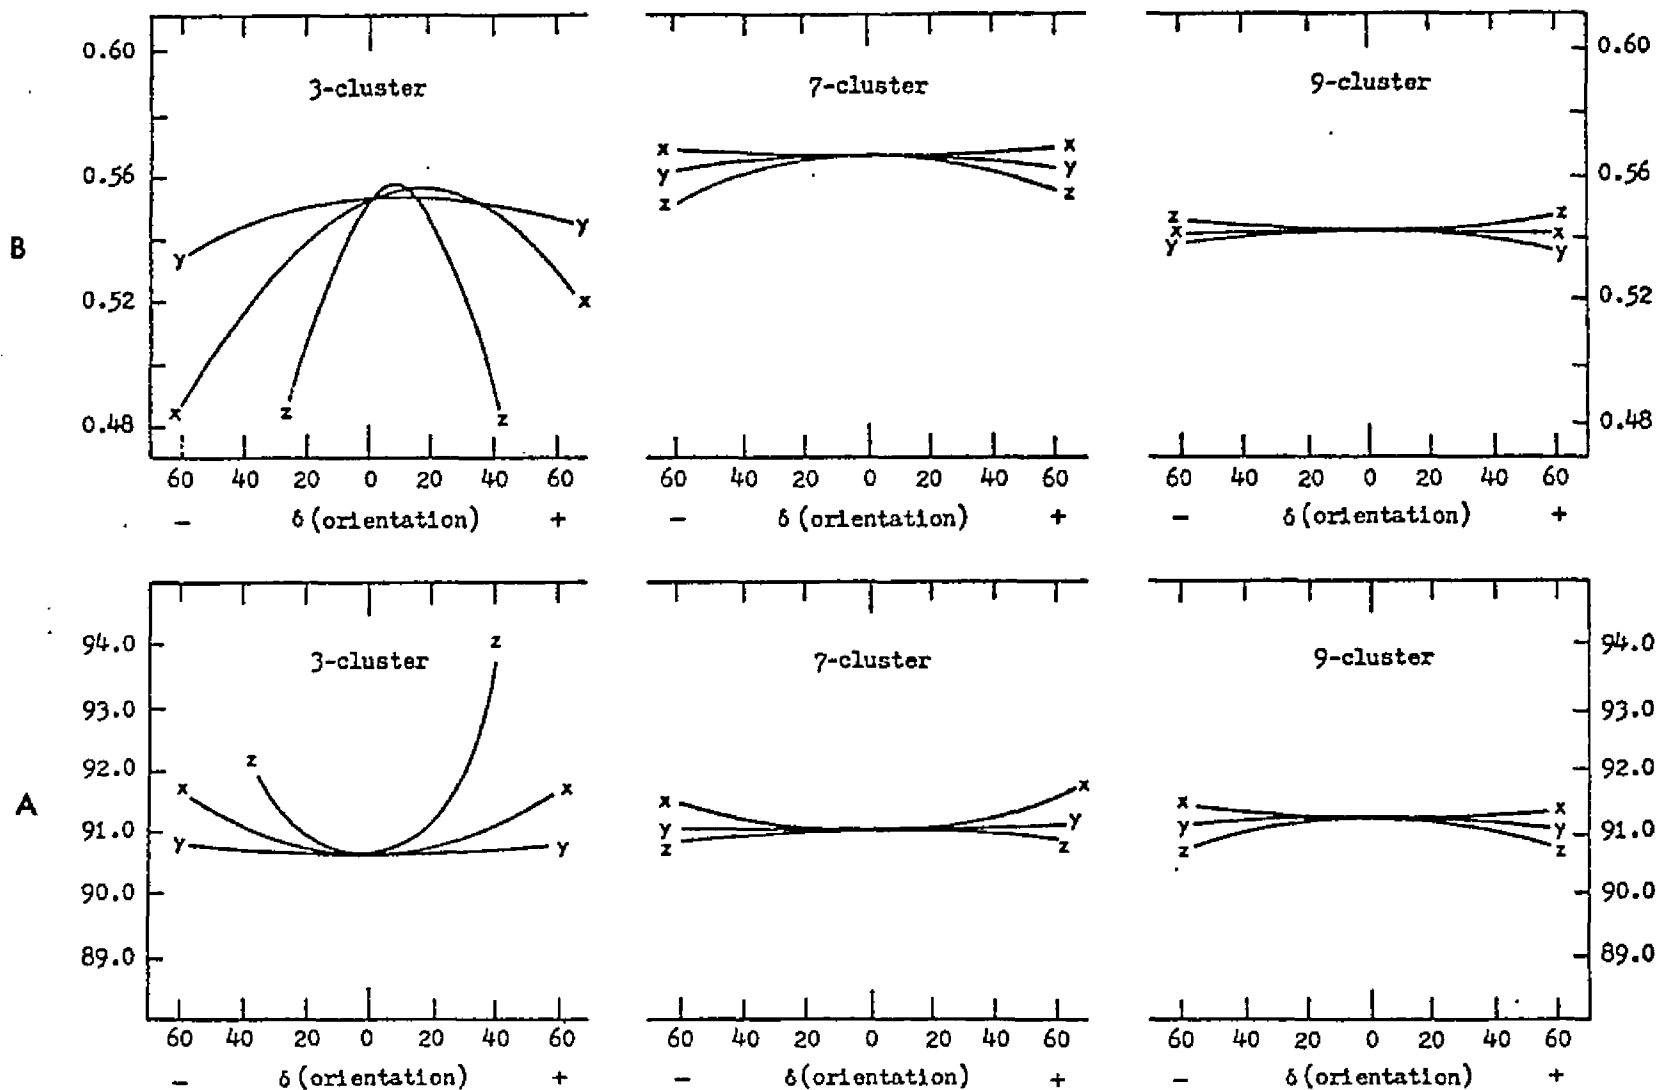 B
0.60
0.56
0.52
0.48
3-cluster
y
y
x
x
z
z
60 40 20 0 20 40 60
− δ (orientation) +
7-cluster
x
y
z
x
y
z
60 40 20 0 20 40 60
− δ (orientation) +
9-cluster
z
x
y
z
x
y
0.60
0.56
0.52
0.48
60 40 20 0 20 40 60
− δ (orientation) +
A
94.0
93.0
92.0
91.0
90.0
89.0
3-cluster
z
z
x
x
y
y
60 40 20 0 20 40 60
− δ (orientation) +
7-cluster
x
y
z
x
y
z
60 40 20 0 20 40 60
− δ (orientation) +
9-cluster
x
y
z
x
y
z
94.0
93.0
92.0
91.0
90.0
89.0
60 40 20 0 20 40 60
− δ (orientation) +